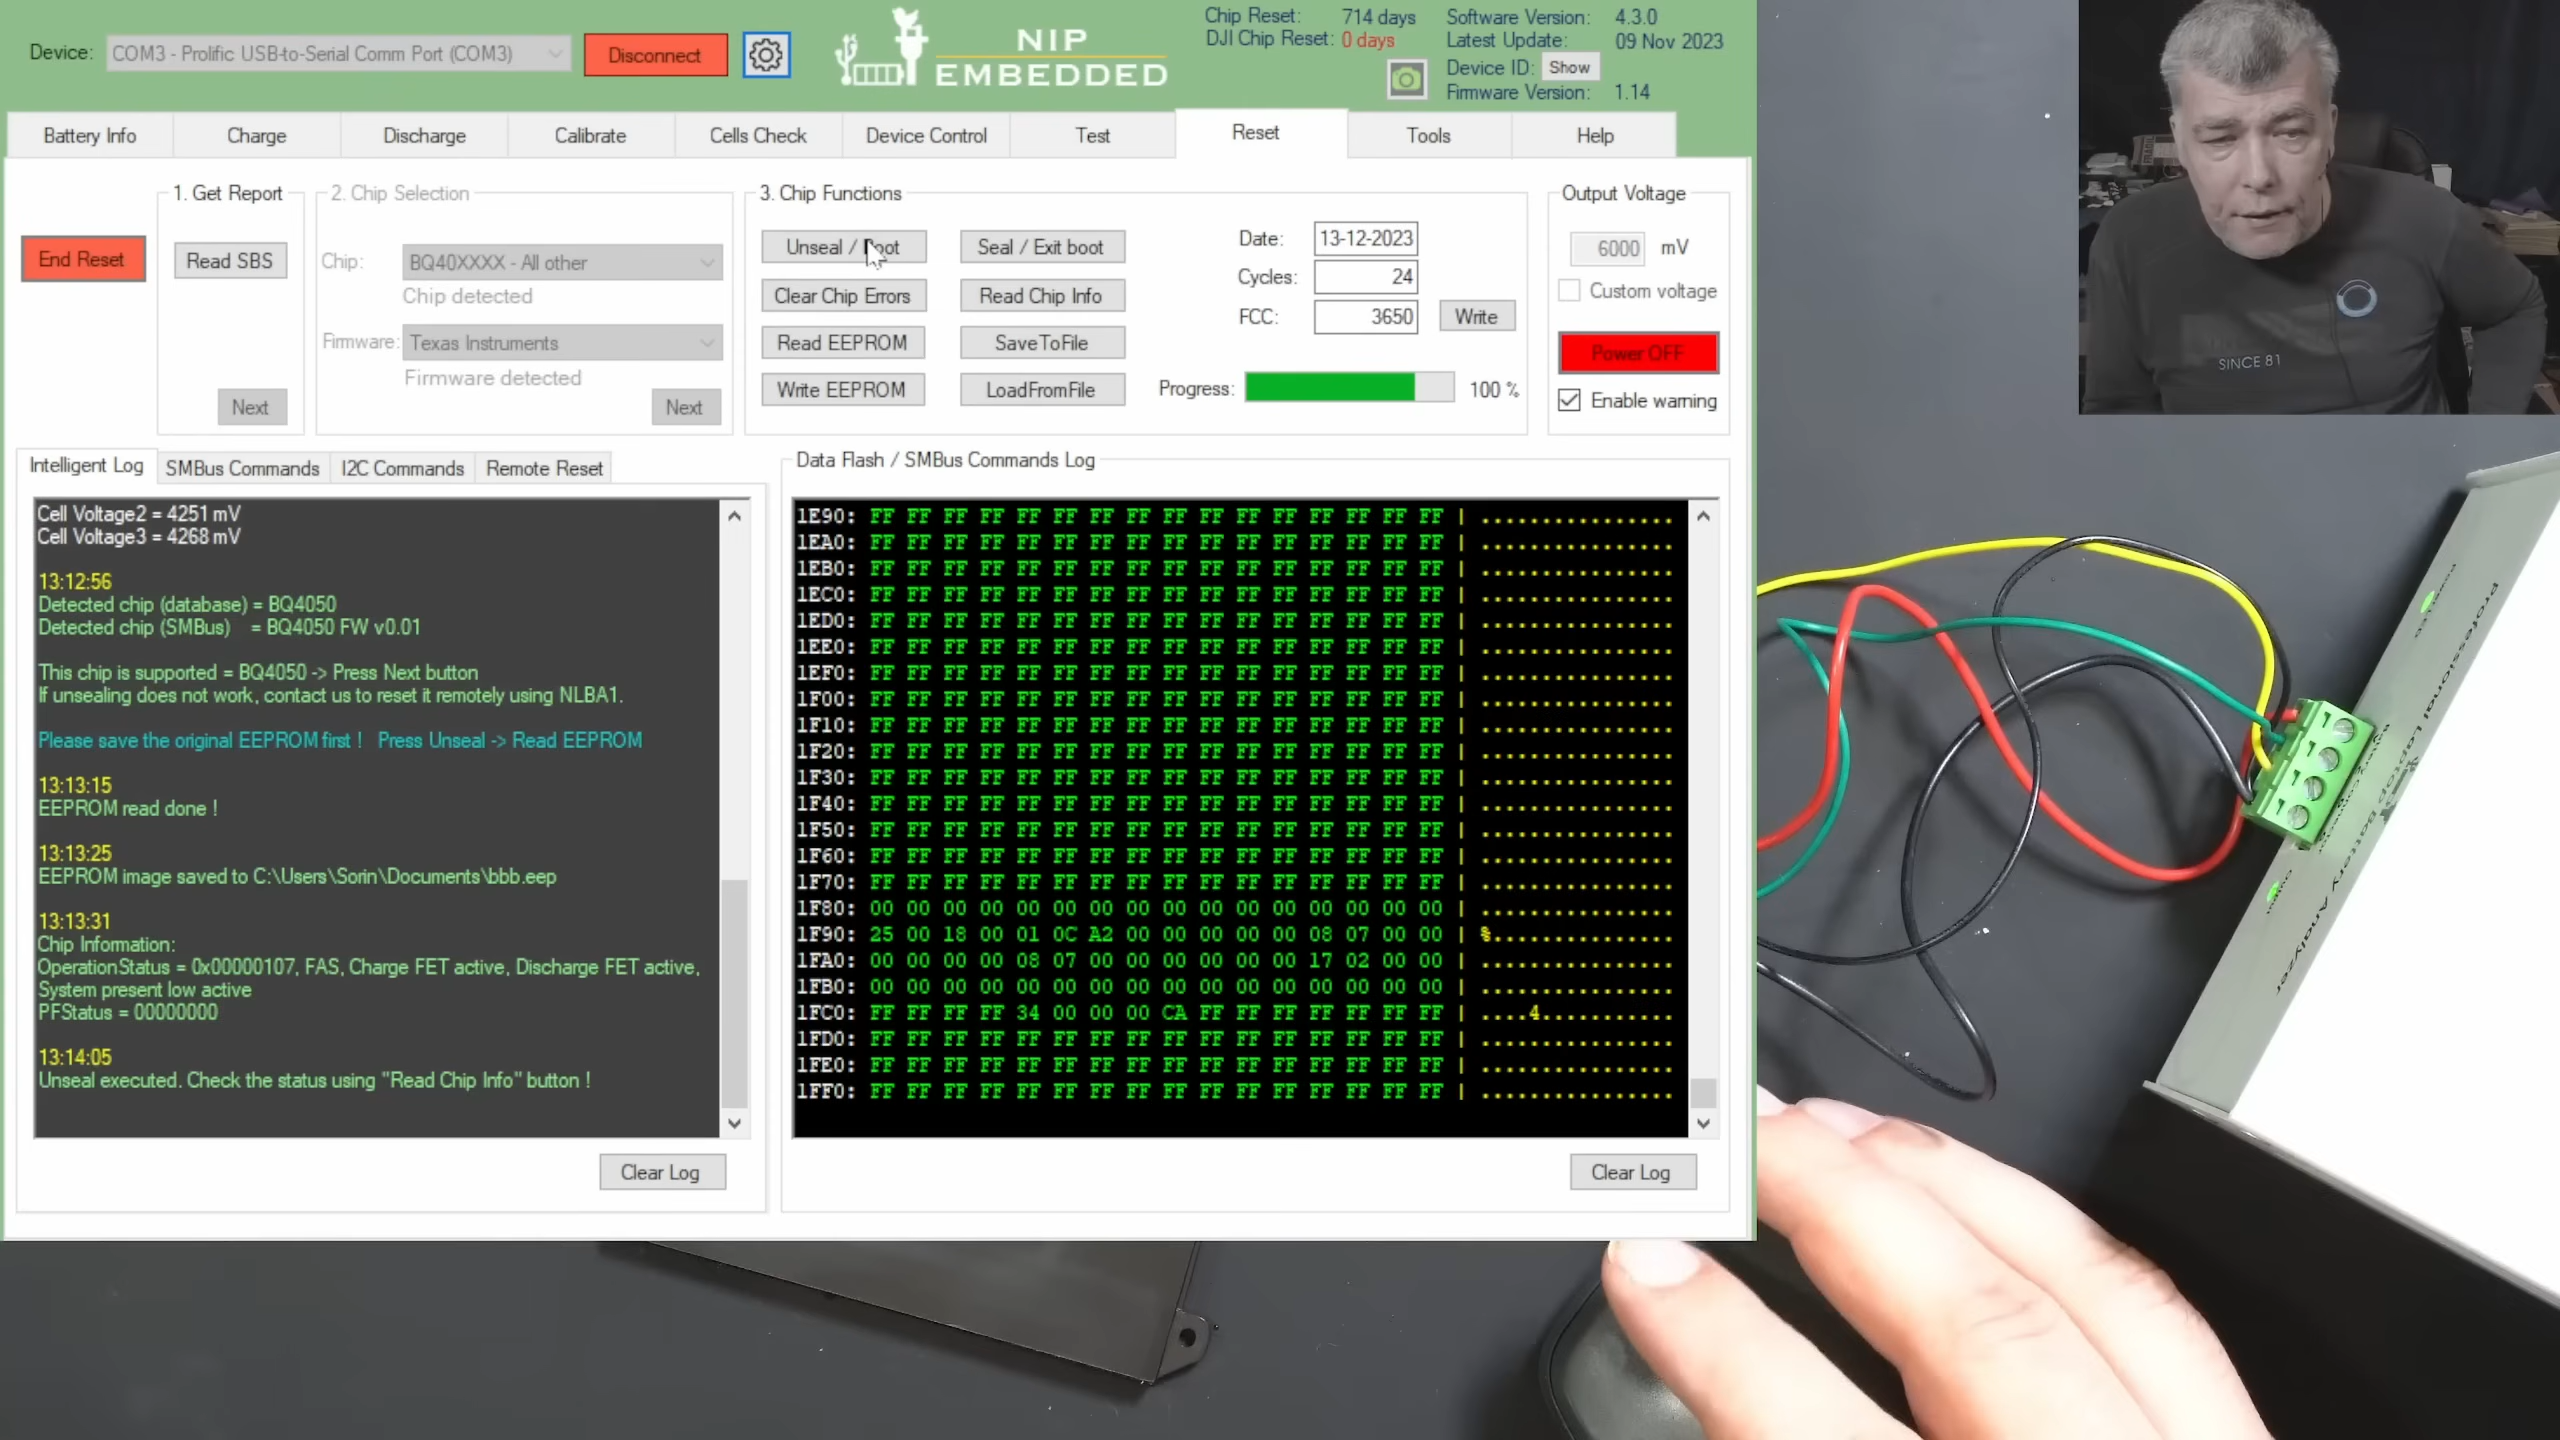 Device: COM3 - Prolific USB-to-Serial Comm Port (COM3) Disconnect
NIP
EMBEDDED
Chip Reset: 714 days
DJI Chip Reset: 0 days
Software Version: 4.3.0
Latest Update: 09 Nov 2023
Device ID: Show
Firmware Version: 1.14
Battery Info Charge Discharge Calibrate Cells Check Device Control Test Reset Tools Help
End Reset
1. Get Report
Read SBS
Next
2. Chip Selection
Chip: BQ40XXXX - All other
Chip detected
Firmware: Texas Instruments
Firmware detected
Next
3. Chip Functions
Unseal / Boot Seal / Exit boot
Clear Chip Errors Read Chip Info
Read EEPROM SaveToFile
Write EEPROM LoadFromFile
Date: 13-12-2023
Cycles: 24
FCC: 3650 Write
Progress: 100 %
Output Voltage
6000 mV
Custom voltage
Power OFF
Enable warning
SINCE 81
Intelligent Log SMBus Commands I2C Commands Remote Reset
Cell Voltage2 = 4251 mV
Cell Voltage3 = 4268 mV
13:12:56
Detected chip (database) = BQ4050
Detected chip (SMBus) = BQ4050 FW v0.01
This chip is supported = BQ4050 -> Press Next button
If unsealing does not work, contact us to reset it remotely using NLBA1.
Please save the original EEPROM first ! Press Unseal -> Read EEPROM
13:13:15
EEPROM read done !
13:13:25
EEPROM image saved to C:\Users\Sorin\Documents\bbb.eep
13:13:31
Chip Information:
OperationStatus = 0x00000107, FAS, Charge FET active, Discharge FET active,
System present low active
PFStatus = 00000000
13:14:05
Unseal executed. Check the status using "Read Chip Info" button !
Clear Log
Data Flash / SMBus Commands Log
1E90: FF FF FF FF FF FF FF FF FF FF FF FF FF FF FF FF | ................
1EA0: FF FF FF FF FF FF FF FF FF FF FF FF FF FF FF FF | ................
1EB0: FF FF FF FF FF FF FF FF FF FF FF FF FF FF FF FF | ................
1EC0: FF FF FF FF FF FF FF FF FF FF FF FF FF FF FF FF | ................
1ED0: FF FF FF FF FF FF FF FF FF FF FF FF FF FF FF FF | ................
1EE0: FF FF FF FF FF FF FF FF FF FF FF FF FF FF FF FF | ................
1EF0: FF FF FF FF FF FF FF FF FF FF FF FF FF FF FF FF | ................
1F00: FF FF FF FF FF FF FF FF FF FF FF FF FF FF FF FF | ................
1F10: FF FF FF FF FF FF FF FF FF FF FF FF FF FF FF FF | ................
1F20: FF FF FF FF FF FF FF FF FF FF FF FF FF FF FF FF | ................
1F30: FF FF FF FF FF FF FF FF FF FF FF FF FF FF FF FF | ................
1F40: FF FF FF FF FF FF FF FF FF FF FF FF FF FF FF FF | ................
1F50: FF FF FF FF FF FF FF FF FF FF FF FF FF FF FF FF | ................
1F60: FF FF FF FF FF FF FF FF FF FF FF FF FF FF FF FF | ................
1F70: FF FF FF FF FF FF FF FF FF FF FF FF FF FF FF FF | ................
1F80: 00 00 00 00 00 00 00 00 00 00 00 00 00 00 00 00 | ................
1F90: 25 00 18 00 01 0C A2 00 00 00 00 00 08 07 00 00 | %...............
1FA0: 00 00 00 00 08 07 00 00 00 00 00 00 17 02 00 00 | ................
1FB0: 00 00 00 00 00 00 00 00 00 00 00 00 00 00 00 00 | ................
1FC0: FF FF FF FF 34 00 00 00 CA FF FF FF FF FF FF FF | ....4...........
1FD0: FF FF FF FF FF FF FF FF FF FF FF FF FF FF FF FF | ................
1FE0: FF FF FF FF FF FF FF FF FF FF FF FF FF FF FF FF | ................
1FF0: FF FF FF FF FF FF FF FF FF FF FF FF FF FF FF FF | ................
Clear Log
Professional Laptop Battery Analyzer